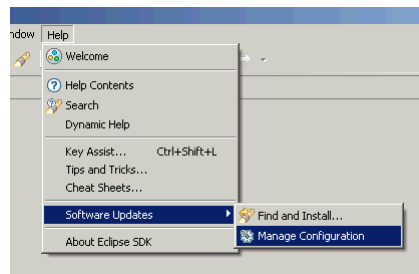 ndow Help
Welcome
Help Contents
Search
Dynamic Help
Key Assist... Ctrl+Shift+L
Tips and Tricks...
Cheat Sheets...
Software Updates
Find and Install...
Manage Configuration
About Eclipse SDK